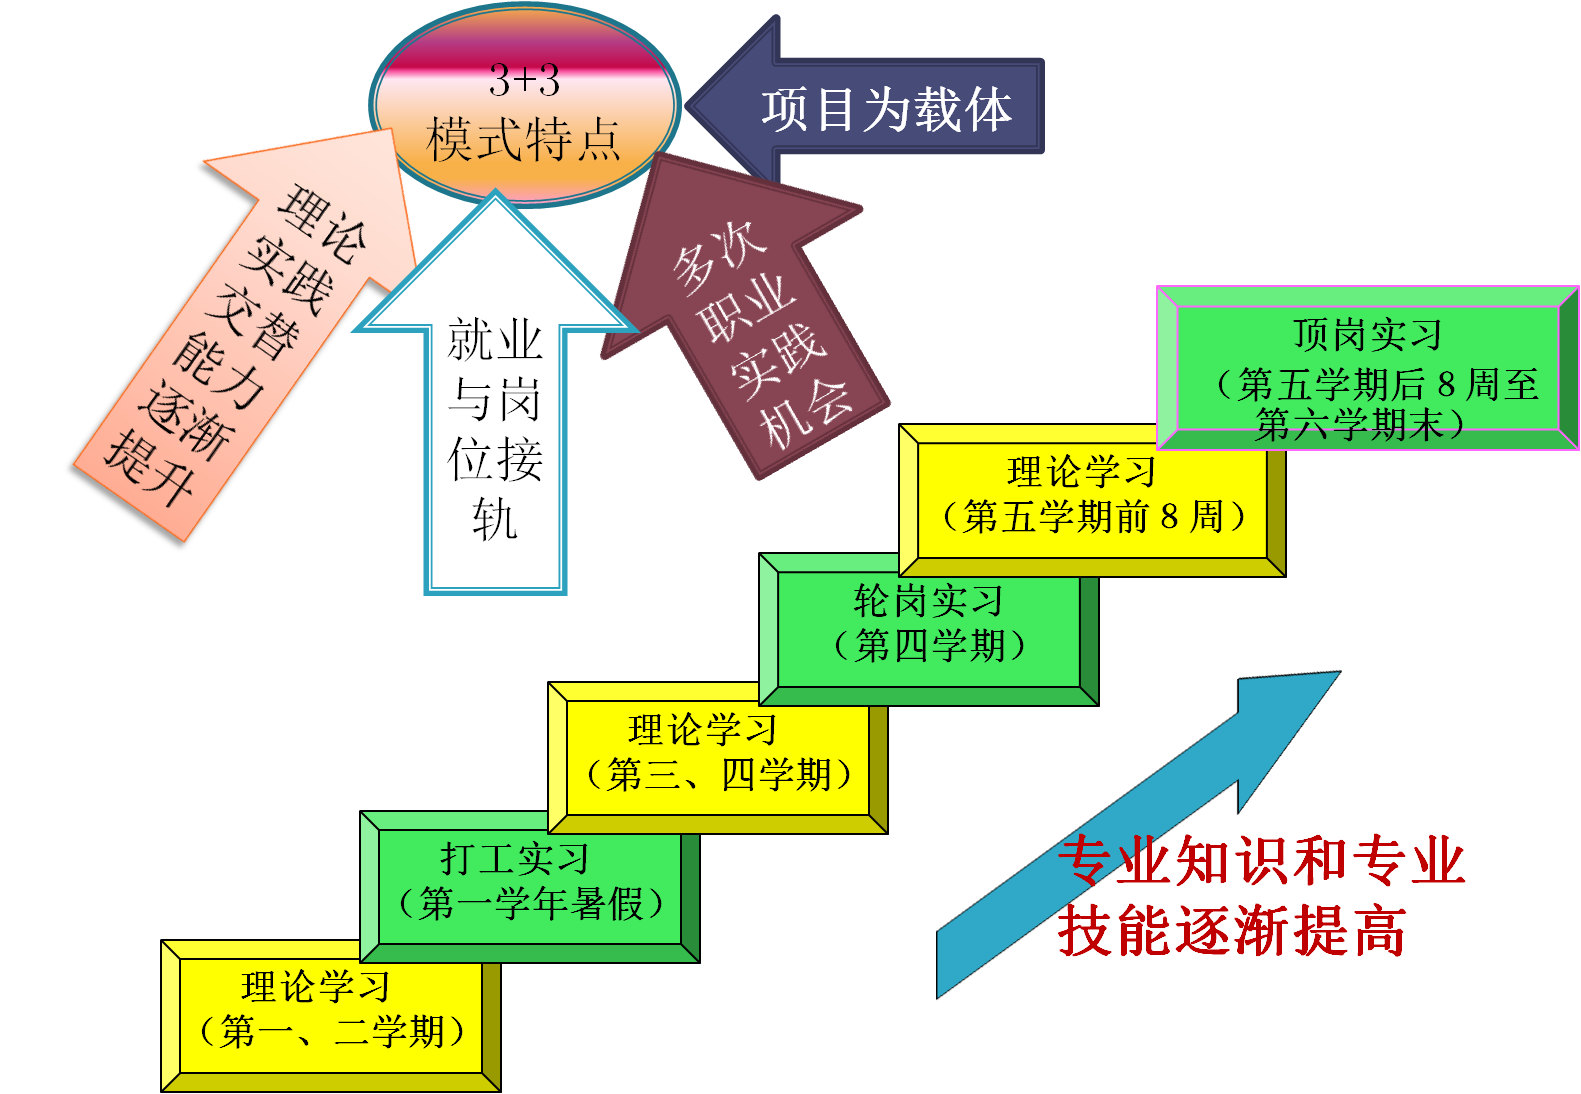 3+3
模式特点
项目为载体
理论
实践
交替
能力
逐渐
提升
就业
与岗
位接
轨
多次
职业
实践
机会
顶岗实习
（第五学期后 8 周至
第六学期末）
理论学习
（第五学期前 8 周）
轮岗实习
（第四学期）
理论学习
（第三、四学期）
打工实习
（第一学年暑假）
理论学习
（第一、二学期）
专业知识和专业
技能逐渐提高